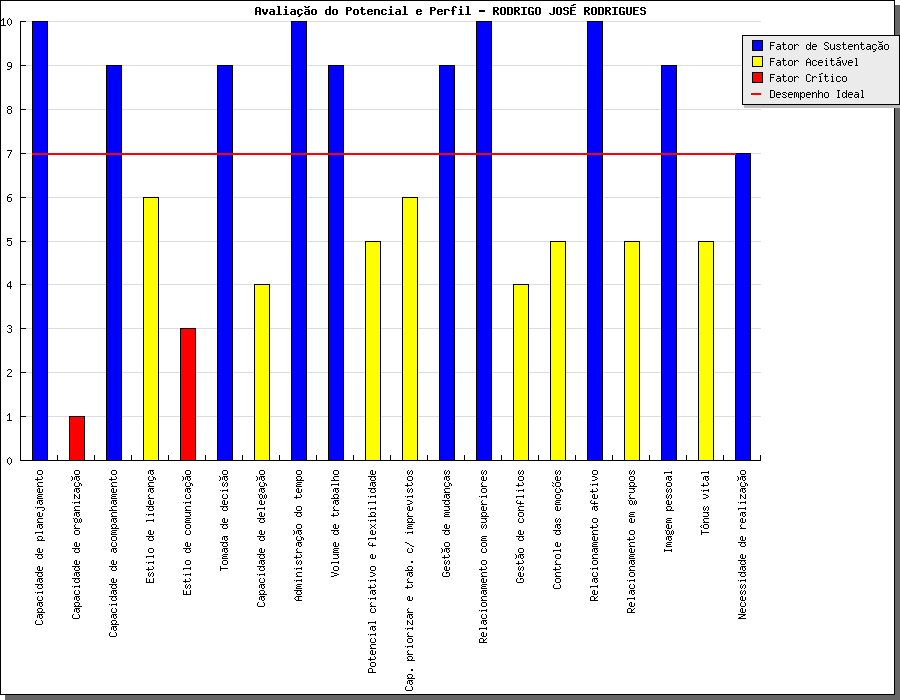 Avaliação do Potencial e Perfil - RODRIGO JOSÉ RODRIGUES
Fator de Sustentação
Fator Aceitável
Fator Crítico
Desempenho Ideal
10
9
8
7
6
5
4
3
2
1
0
Capacidade de planejamento
Capacidade de organização
Capacidade de acompanhamento
Estilo de liderança
Estilo de comunicação
Tomada de decisão
Capacidade de delegação
Administração do tempo
Volume de trabalho
Potencial criativo e flexibilidade
Cap. priorizar e trab. c/ imprevistos
Gestão de mudanças
Relacionamento com superiores
Gestão de conflitos
Controle das emoções
Relacionamento afetivo
Relacionamento em grupos
Imagem pessoal
Tônus vital
Necessidade de realização